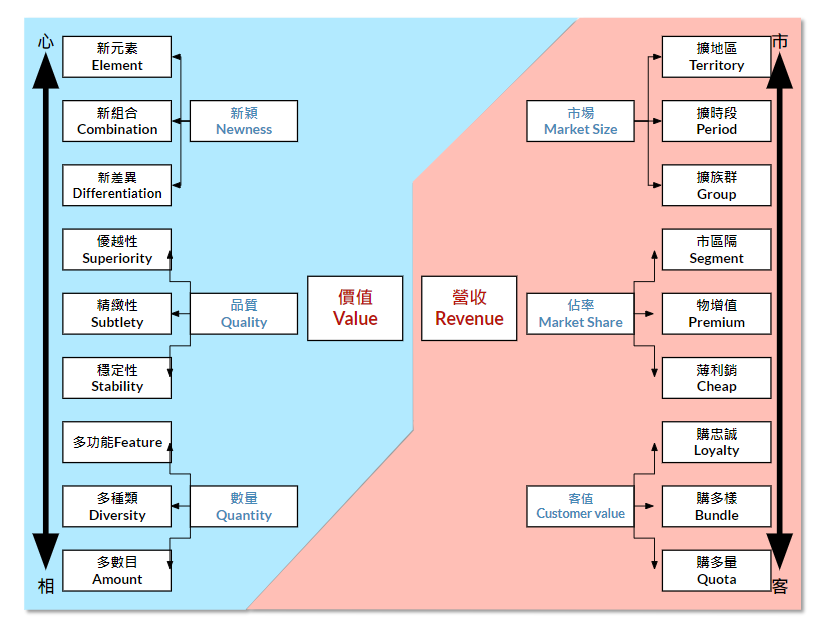 心
新元素
Element
新組合
Combination
新差異
Differentiation
新穎
Newness
優越性
Superiority
精緻性
Subtlety
穩定性
Stability
品質
Quality
多功能Feature
多種類
Diversity
多數目
Amount
數量
Quantity
相
價值
Value
營收
Revenue
市
市場
Market Size
擴地區
Territory
擴時段
Period
擴族群
Group
佔率
Market Share
市區隔
Segment
物增值
Premium
薄利銷
Cheap
客值
Customer value
購忠誠
Loyalty
購多樣
Bundle
購多量
Quota
客